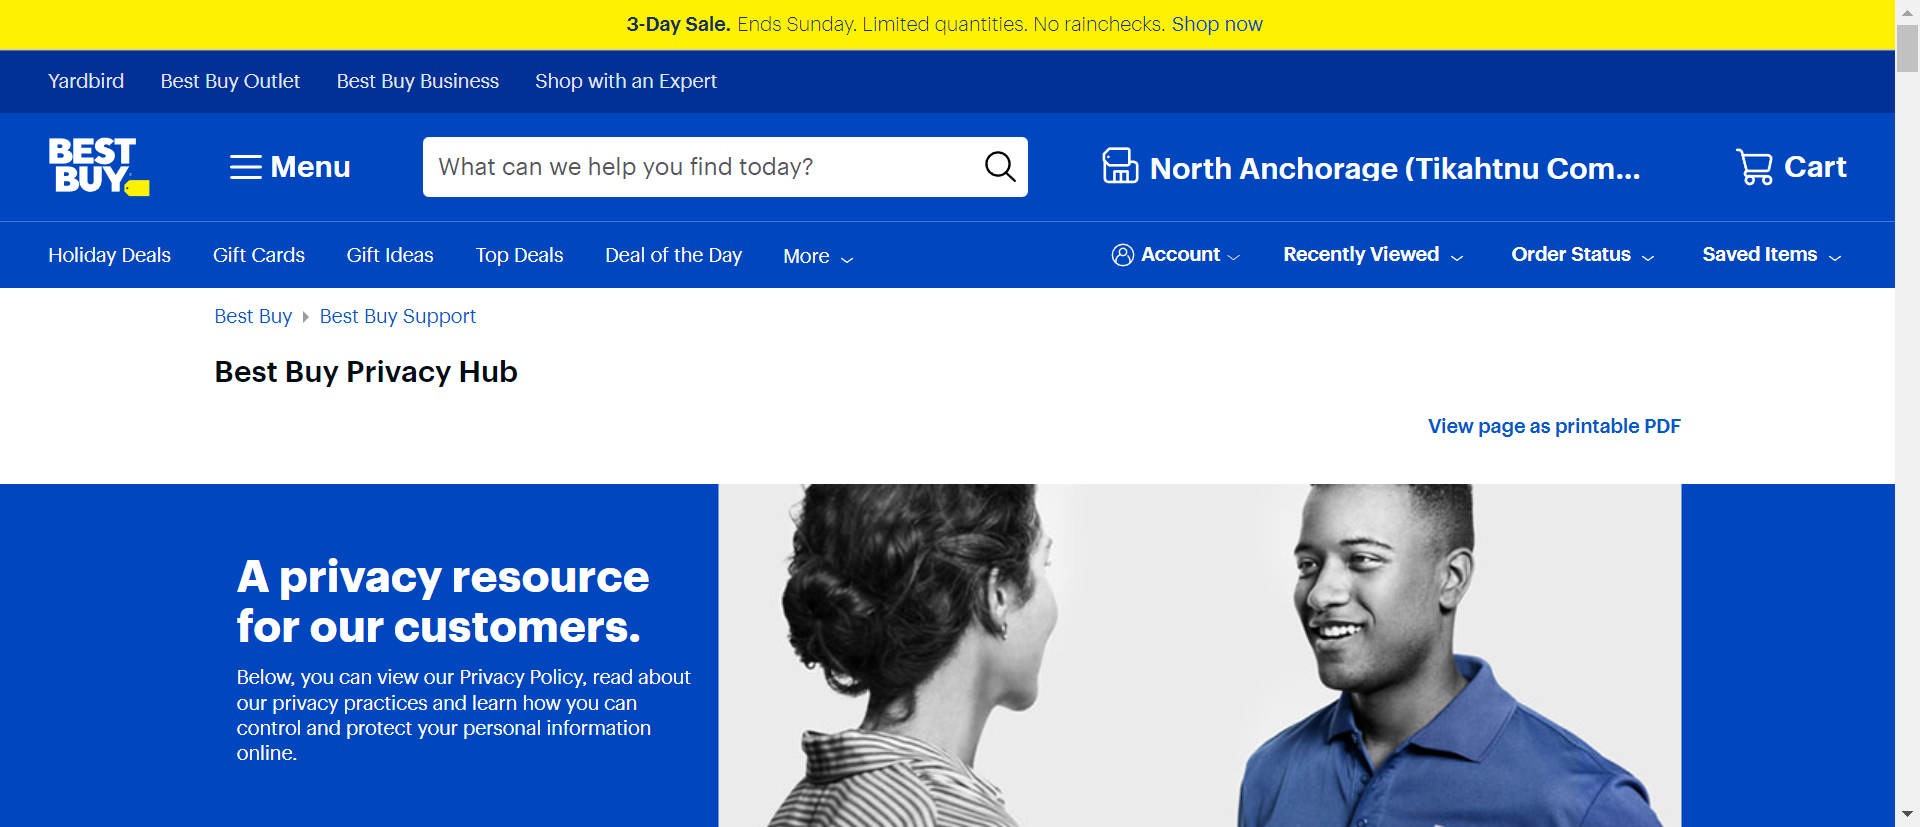 3-Day Sale. Ends Sunday. Limited quantities. No rainchecks. Shop now
Yardbird Best Buy Outlet Best Buy Business Shop with an Expert
BEST
BUY
Menu
What can we help you find today?
North Anchorage (Tikahtnu Com...
Cart
Holiday Deals Gift Cards Gift Ideas Top Deals Deal of the Day More Account Recently Viewed Order Status Saved Items
Best Buy Best Buy Support
Best Buy Privacy Hub
View page as printable PDF
A privacy resource
for our customers.
Below, you can view our Privacy Policy, read about
our privacy practices and learn how you can
control and protect your personal information
online.